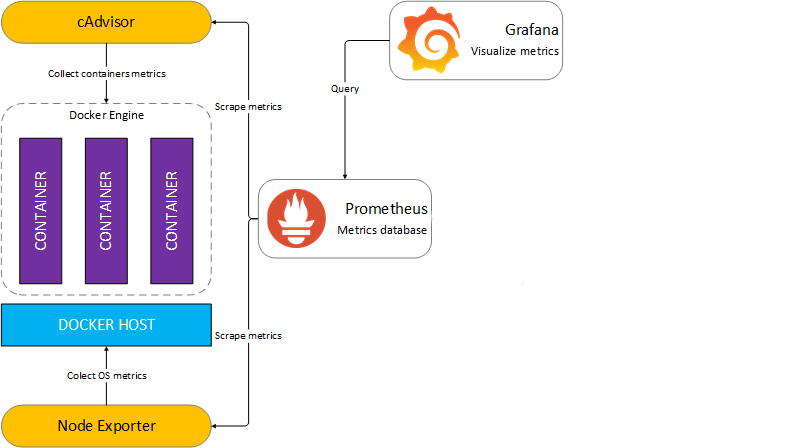 cAdvisor
Collect containers metrics
Docker Engine
CONTAINER
CONTAINER
CONTAINER
DOCKER HOST
Colect OS metrics
Node Exporter
Scrape metrics
Scrape metrics
Prometheus
Metrics database
Query
Grafana
Visualize metrics